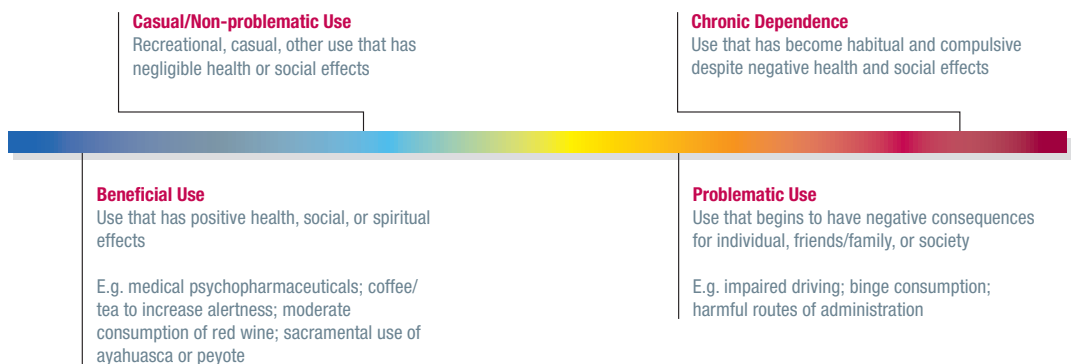 Casual/Non-problematic Use
Recreational, casual, other use that has
negligible health or social effects
Chronic Dependence
Use that has become habitual and compulsive
despite negative health and social effects
Beneficial Use
Use that has positive health, social, or spiritual
effects
E.g. medical psychopharmaceuticals; coffee/
tea to increase alertness; moderate
consumption of red wine; sacramental use of
ayahuasca or peyote
Problematic Use
Use that begins to have negative consequences
for individual, friends/family, or society
E.g. impaired driving; binge consumption;
harmful routes of administration